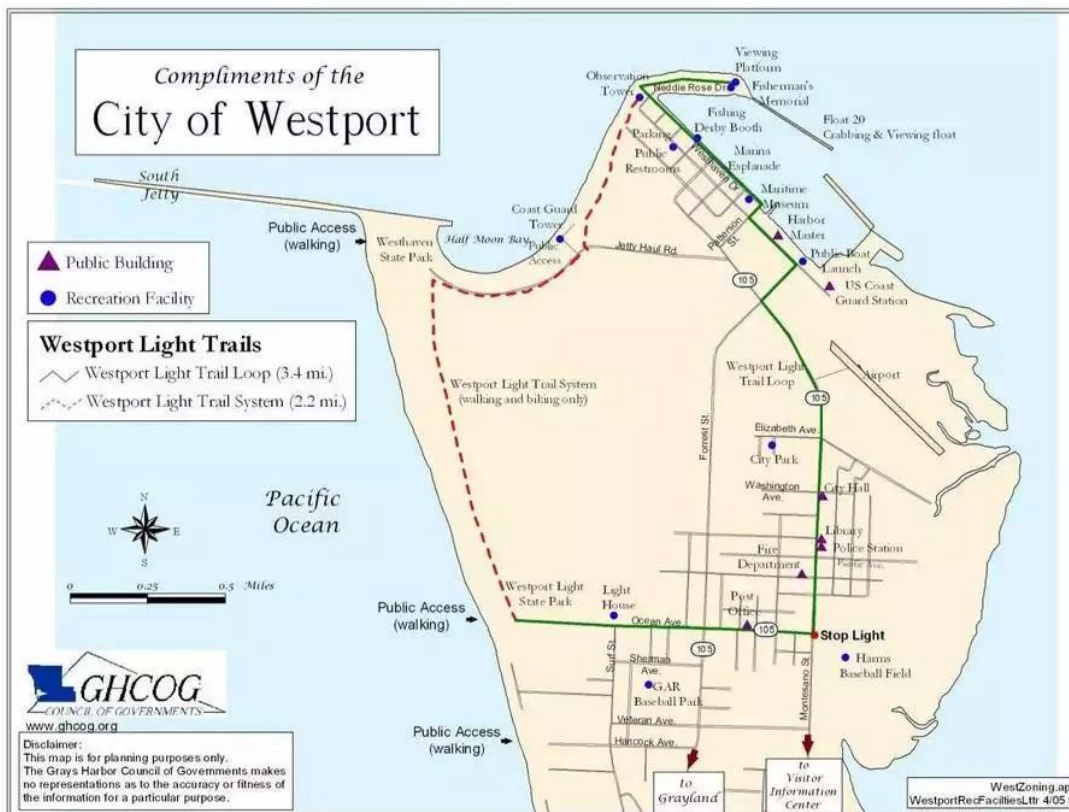 Compliments of the
City of Westport
Viewing
Platform
Observation
Tower
Neddie Rose Dr
Fisherman's
Memorial
Fishing
Derby Booth
Float 20
Crabbing & Viewing float
Parking
Public
Restrooms
Westhaven Dr
Marina
Esplanade
South
Jetty
Maritime
Museum
Coast Guard
Tower
Public Access
(walking)
Westhaven
State Park
Half Moon Bay
Public
Access
Jetty Haul Rd.
Patterson
St.
Harbor
Master
Public Boat
Launch
105
US Coast
Guard Station
Public Building
Recreation Facility
Westport Light Trails
Westport Light Trail Loop (3.4 mi.)
Westport Light Trail System (2.2 mi.)
Westport Light Trail System
(walking and biking only)
Westport Light
Trail Loop
Airport
105
Forrest St.
Elizabeth Ave.
City Park
Washington
Ave.
City Hall
Pacific
Ocean
N
W
E
S
Library
Police Station
Fire
Department
Pacific Ave.
0 0.25 0.5 Miles
Westport Light
State Park
Light
House
Post
Office
Public Access
(walking)
Ocean Ave.
105
Stop Light
105
Surf St.
Sherman
Ave.
Harms
Baseball Field
GAR
Baseball Park
Montesano St
GHCOG
COUNCIL OF GOVERNMENTS
www.ghcog.org
Veteran Ave.
Public Access
(walking)
Hancock Ave.
Disclaimer:
This map is for planning purposes only.
The Grays Harbor Council of Governments makes
no representations as to the accuracy or fitness of
the information for a particular purpose.
to
Grayland
to
Visitor
Information
Center
WestZoning.ap
WestportRecFaciltiesLttr 4/05